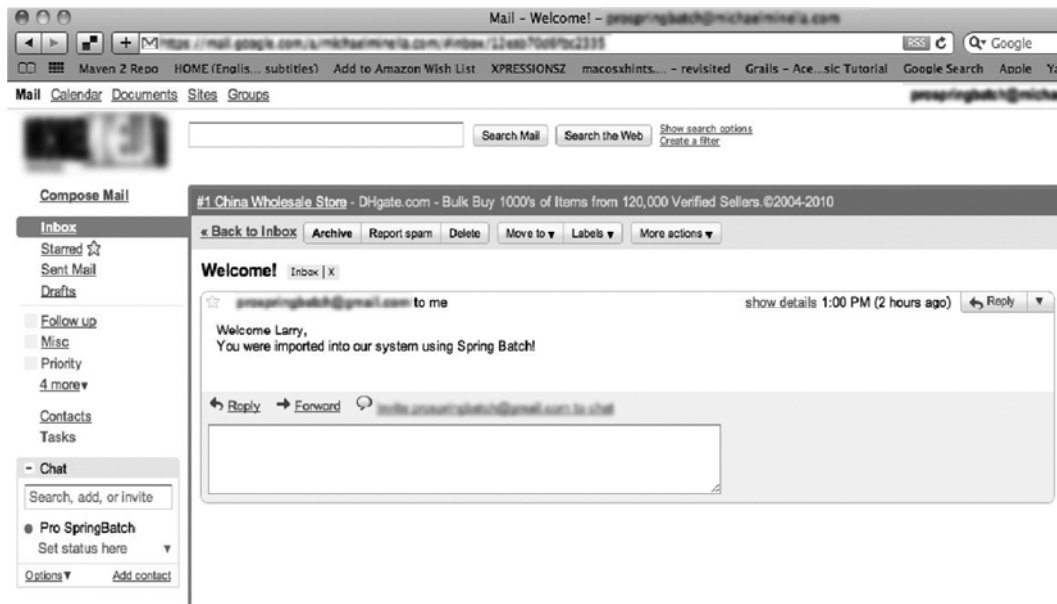 Mail – Welcome! –
RSS
Google
Maven 2 Repo HOME (Englis... subtitles) Add to Amazon Wish List XPRESSIONSZ macosxhints.... – revisited Grails – Ace...sic Tutorial Google Search Apple
Mail Calendar Documents Sites Groups
Search Mail Search the Web Show search options
Create a filter
Compose Mail
#1 China Wholesale Store - DHgate.com - Bulk Buy 1000's of Items from 120,000 Verified Sellers.©2004-2010
Inbox
« Back to Inbox Archive Report spam Delete Move to Labels More actions
Starred
Sent Mail
Drafts
Welcome! Inbox | X
to me show details 1:00 PM (2 hours ago) Reply
Welcome Larry,
You were imported into our system using Spring Batch!
Follow up
Misc
Priority
4 more
Contacts
Tasks
Reply Forward
Chat
Search, add, or invite
Pro SpringBatch
Set status here
Options Add contact